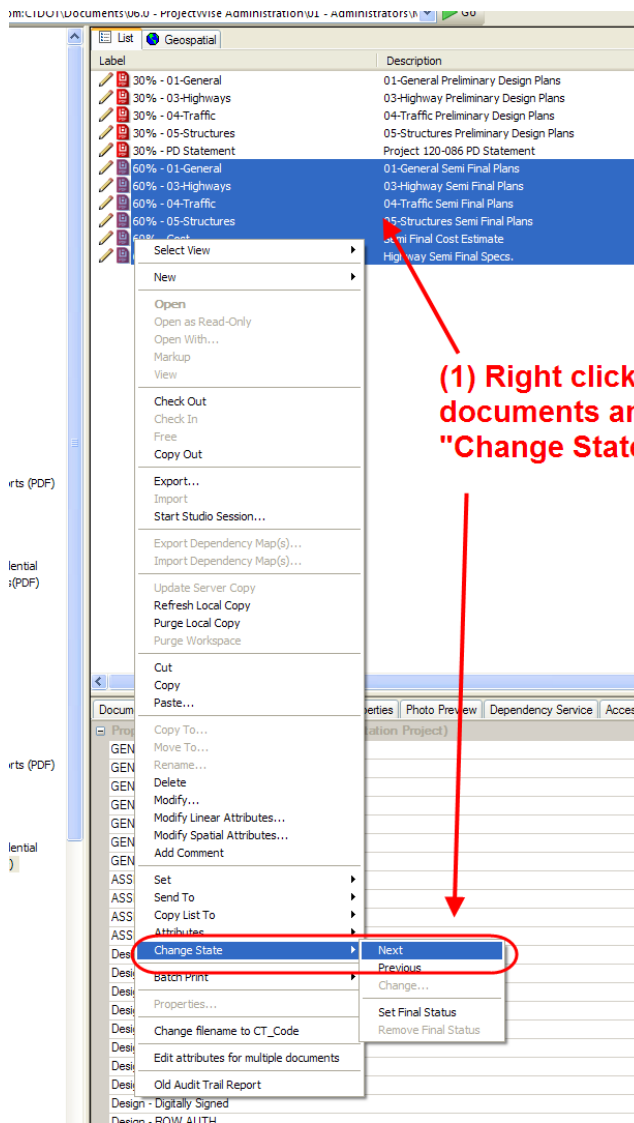 om:CTDOT\Documents\06.0 - ProjectWise Administration\01 - Administrators\ Go
List Geospatial
Label Description
30% - 01-General 01-General Preliminary Design Plans
30% - 03-Highways 03-Highway Preliminary Design Plans
30% - 04-Traffic 04-Traffic Preliminary Design Plans
30% - 05-Structures 05-Structures Preliminary Design Plans
30% - PD Statement Project 120-086 PD Statement
60% - 01-General 01-General Semi Final Plans
60% - 03-Highways 03-Highway Semi Final Plans
60% - 04-Traffic 04-Traffic Semi Final Plans
60% - 05-Structures 05-Structures Semi Final Plans
60% - Cost Semi Final Cost Estimate
Highway Semi Final Specs.
Select View
New
Open
Open as Read-Only
Open With...
Markup
View
Check Out
Check In
Free
Copy Out
Export...
Import
Start Studio Session...
Export Dependency Map(s)...
Import Dependency Map(s)...
Update Server Copy
Refresh Local Copy
Purge Local Copy
Purge Workspace
Cut
Copy
Paste...
Copy To...
Move To...
Rename...
Delete
Modify...
Modify Linear Attributes...
Modify Spatial Attributes...
Add Comment
Set
Send To
Copy List To
Attributes
Change State
Batch Print
Properties...
Change filename to CT_Code
Edit attributes for multiple documents
Old Audit Trail Report
Next
Previous
Change...
Set Final Status
Remove Final Status
(1) Right click
documents an
"Change State
orts (PDF)
dential
s(PDF)
orts (PDF)
dential
)
Docum perties Photo Preview Dependency Service Acces
Prop tation Project)
GEN
GEN
GEN
GEN
GEN
GEN
GEN
ASS
ASS
ASS
ASS
Des
Desi
Desi
Desi
Desi
Desi
Desi
Desi
Design - Digitally Signed
Design - ROW AUTH